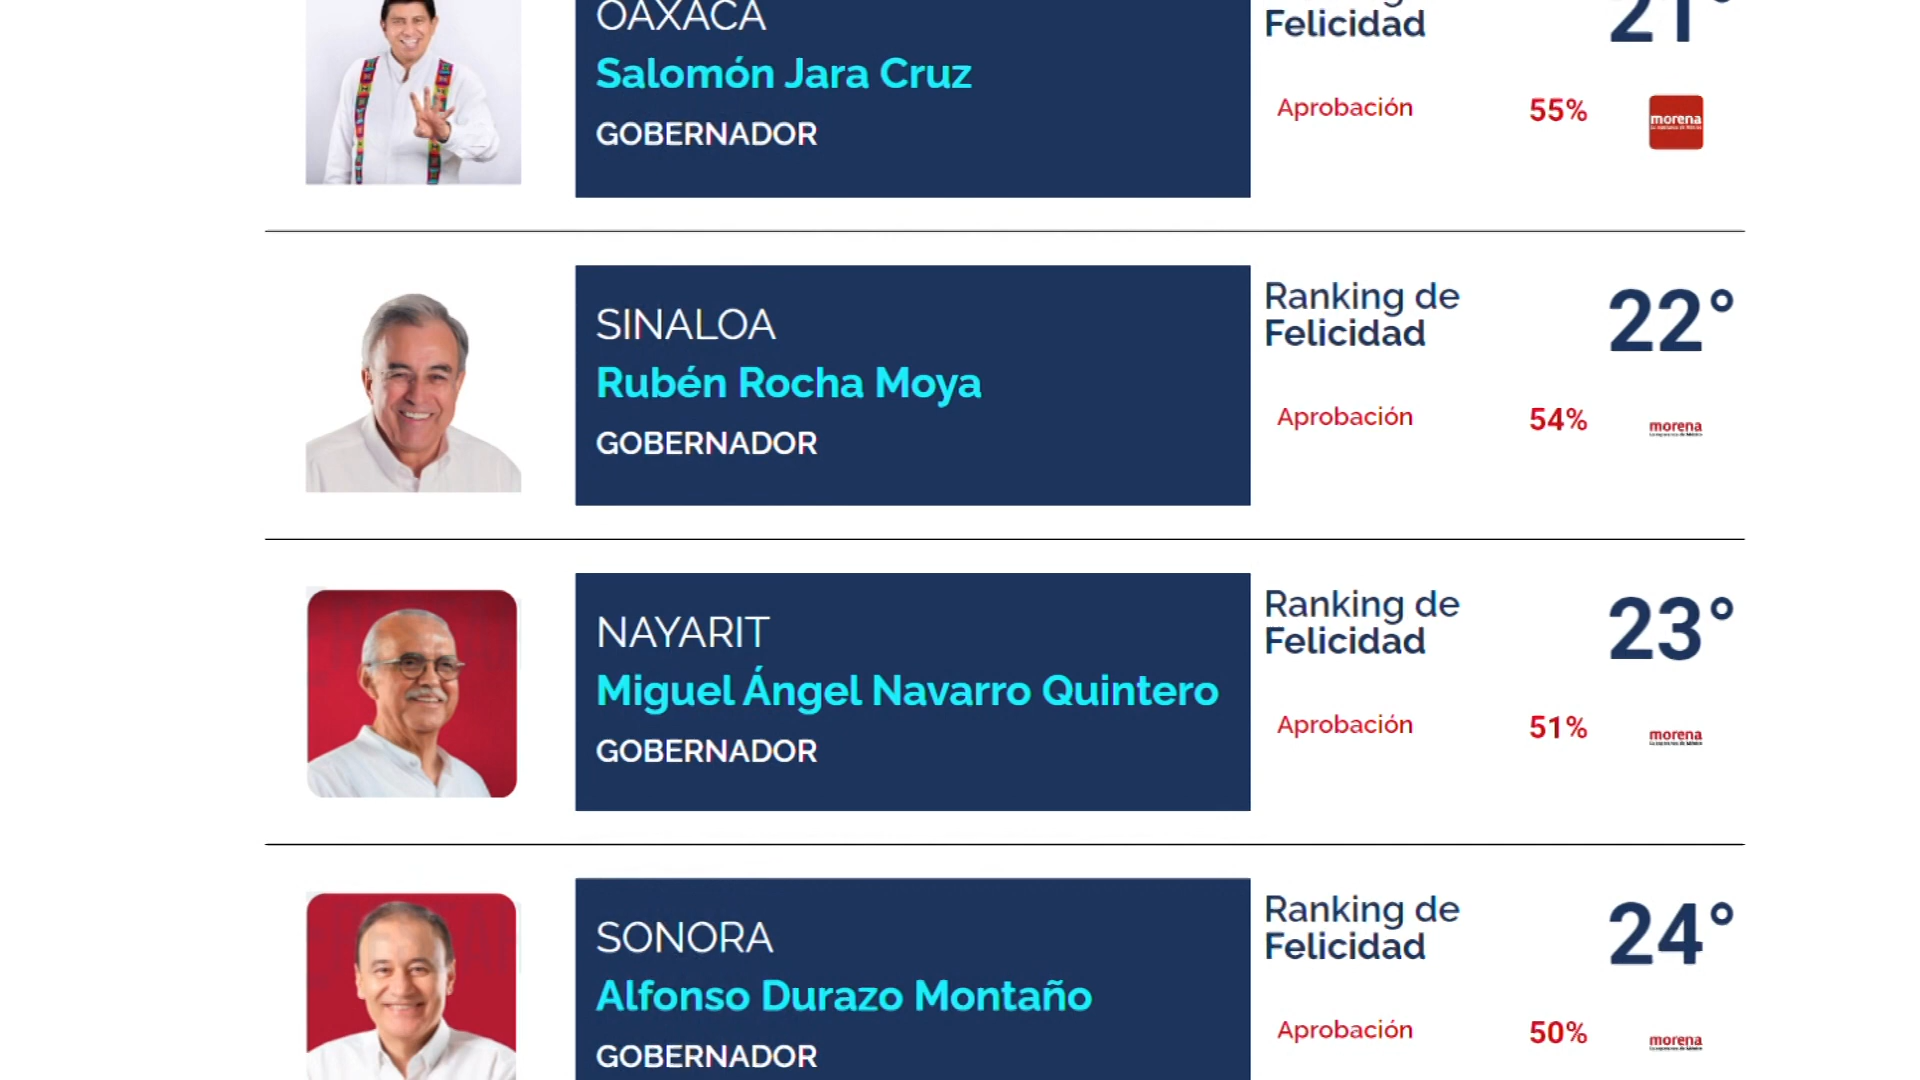 OAXACA
Salomón Jara Cruz
GOBERNADOR
Felicidad
21°
Aprobación
55%
morena
SINALOA
Rubén Rocha Moya
GOBERNADOR
Ranking de
Felicidad
22°
Aprobación
54%
morena
NAYARIT
Miguel Ángel Navarro Quintero
GOBERNADOR
Ranking de
Felicidad
23°
Aprobación
51%
morena
SONORA
Alfonso Durazo Montaño
GOBERNADOR
Ranking de
Felicidad
24°
Aprobación
50%
morena